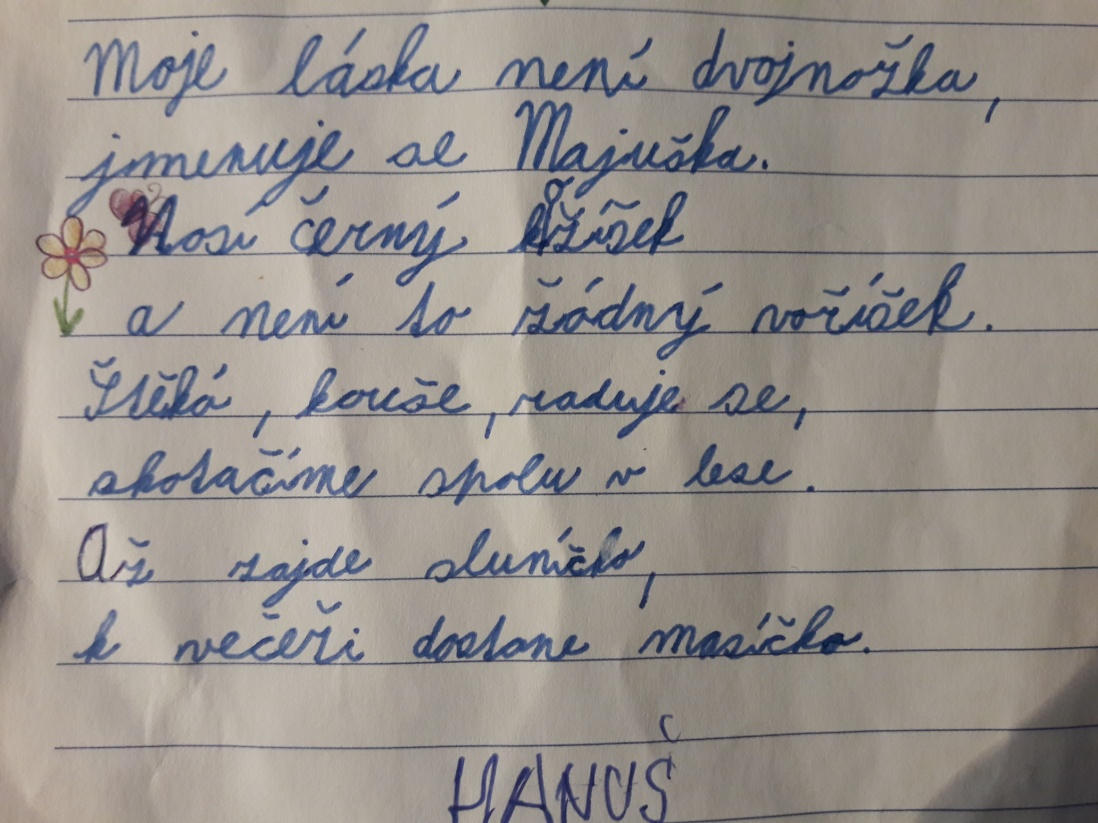 Moje láska není dvojnožka,
jmenuje se Majuška.
Nosí černý kožíšek
a není to žádný voříšek.
Štěká, kouše, raduje se,
skotačíme spolu v lese.
Až zajde sluníčko,
k večeři dostane masíčko.
HANUŠ